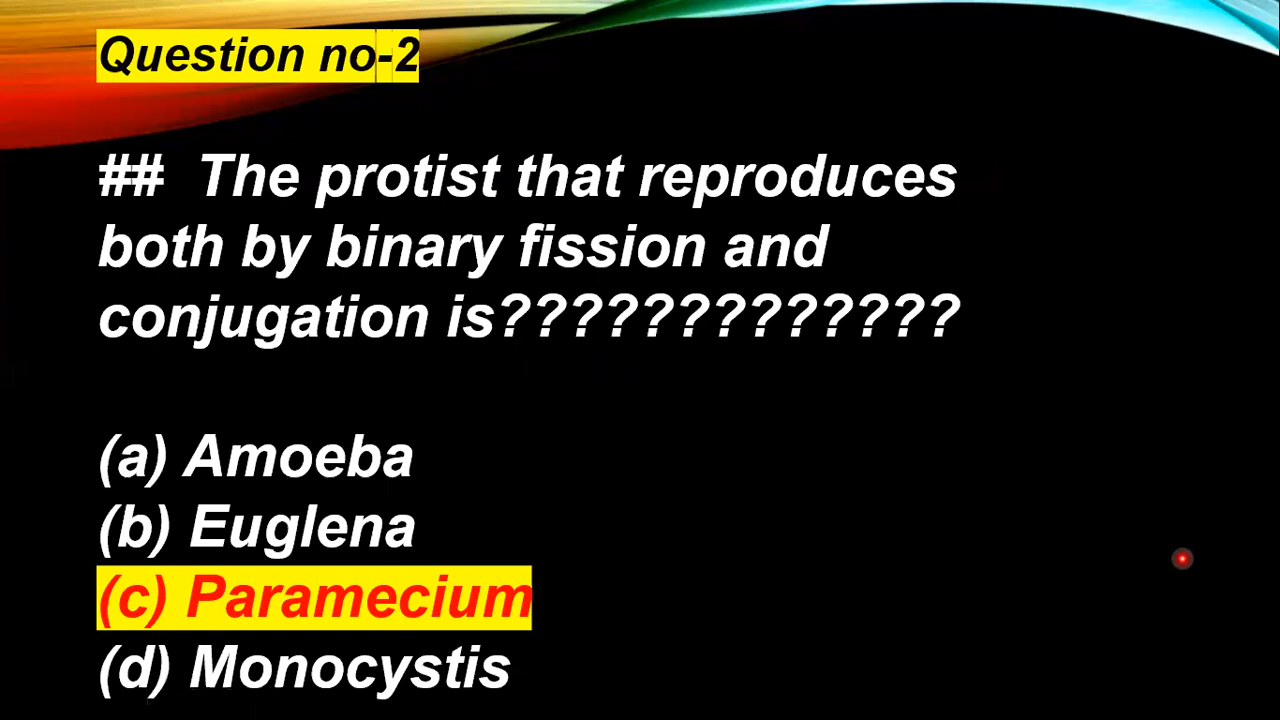 Question no-2
## The protist that reproduces
both by binary fission and
conjugation is?????????????
(a) Amoeba
(b) Euglena
(c) Paramecium
(d) Monocystis